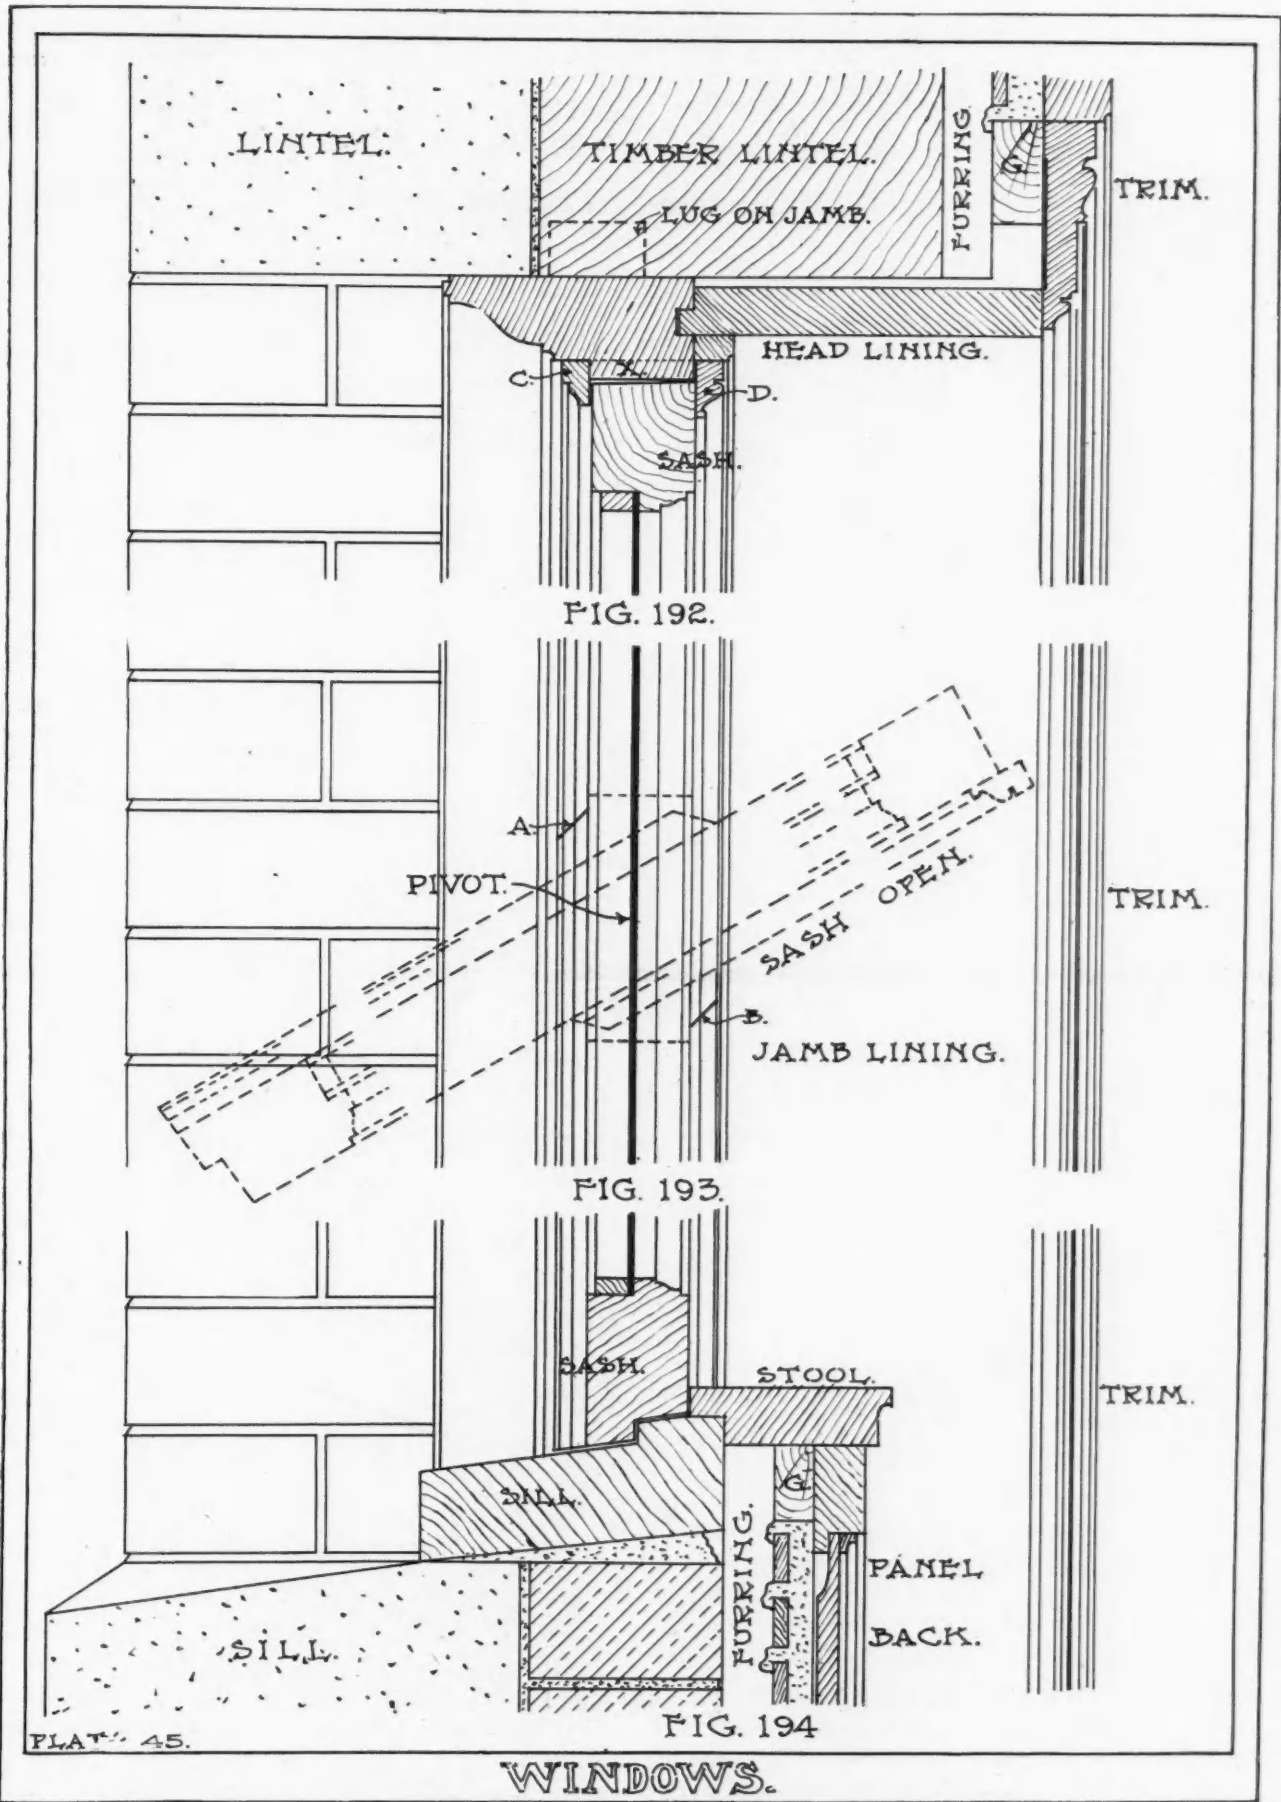 LINTEL.
TIMBER LINTEL.
FURRING
G.
TRIM.
LUG ON JAMB.
HEAD LINING.
C.
X.
D.
SASH.
FIG. 192.
A.
PIVOT.
SASH OPEN.
TRIM.
B.
JAMB LINING.
FIG. 193.
SASH.
STOOL.
TRIM.
SILL.
G.
FURRING.
PANEL
BACK.
SILL.
FIG. 194
45.
WINDOWS.